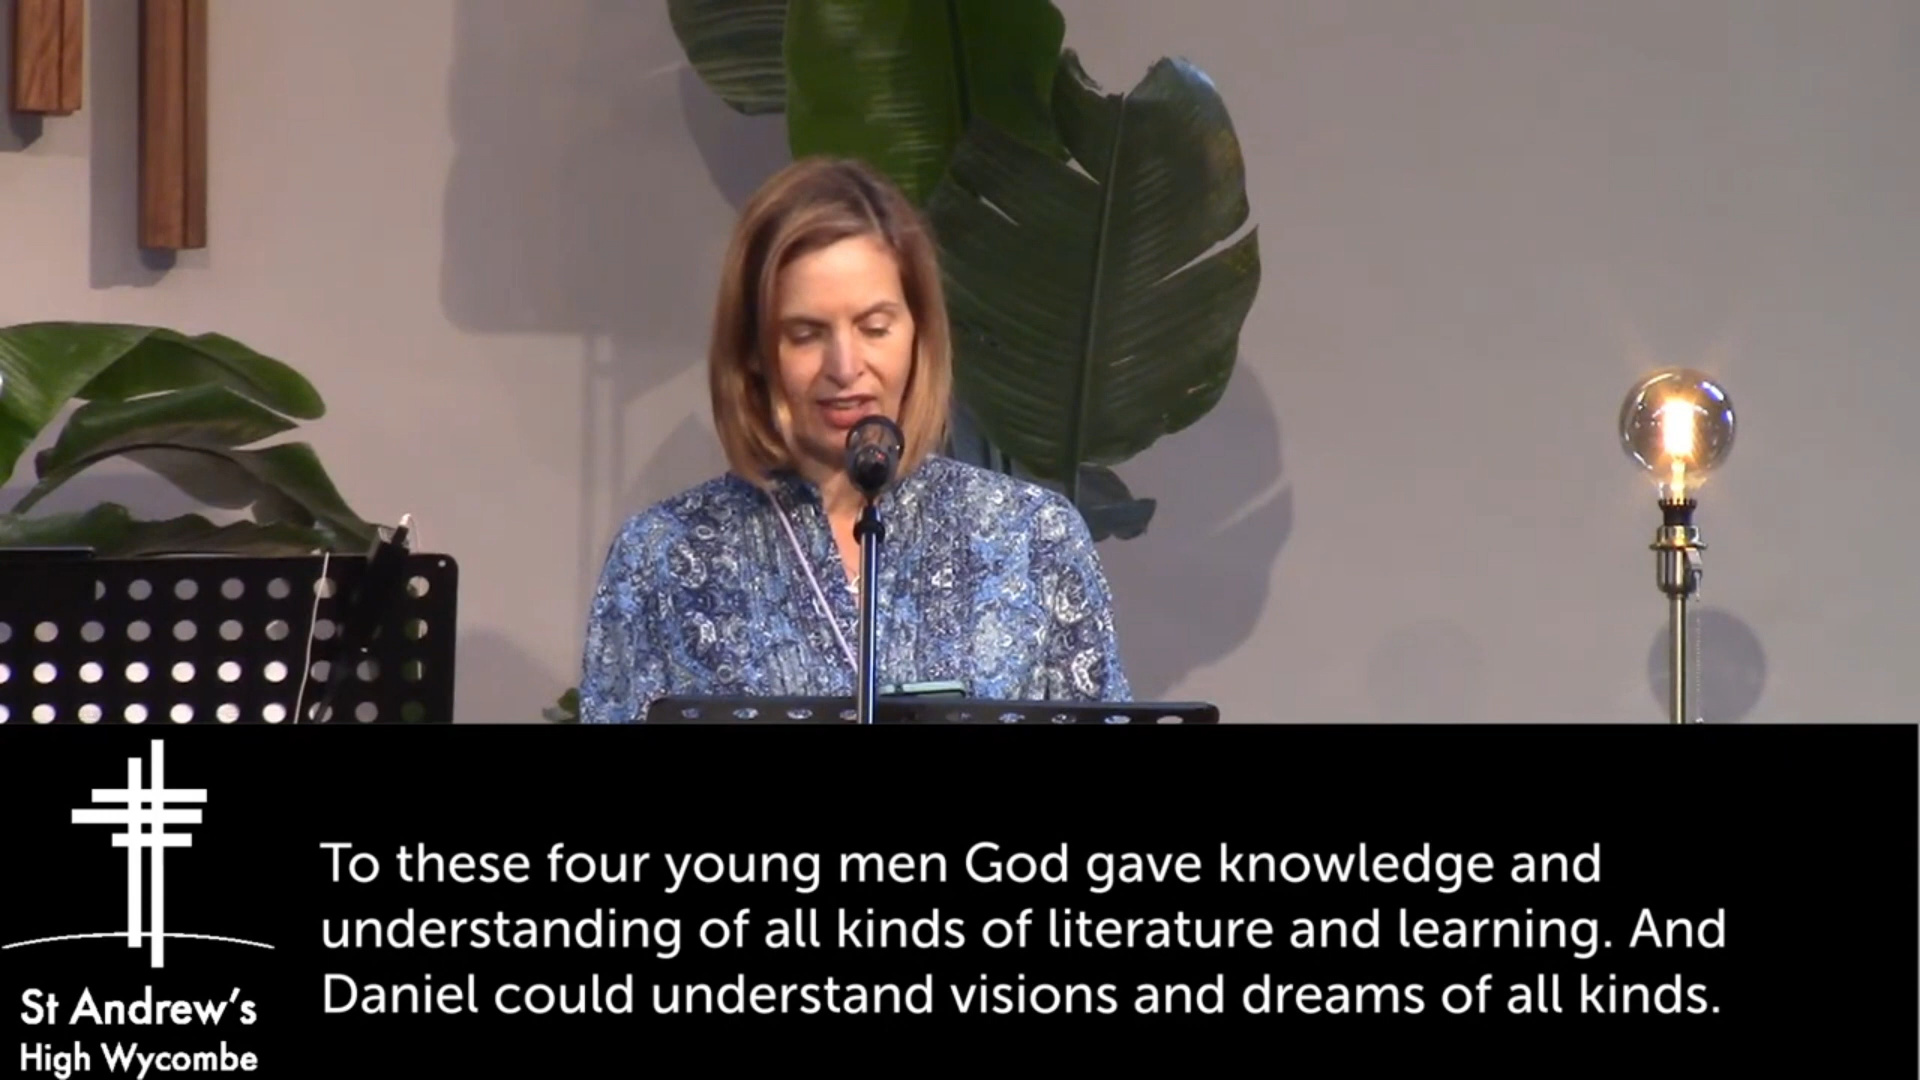 To these four young men God gave knowledge and
understanding of all kinds of literature and learning. And
Daniel could understand visions and dreams of all kinds.
St Andrew's
High Wycombe